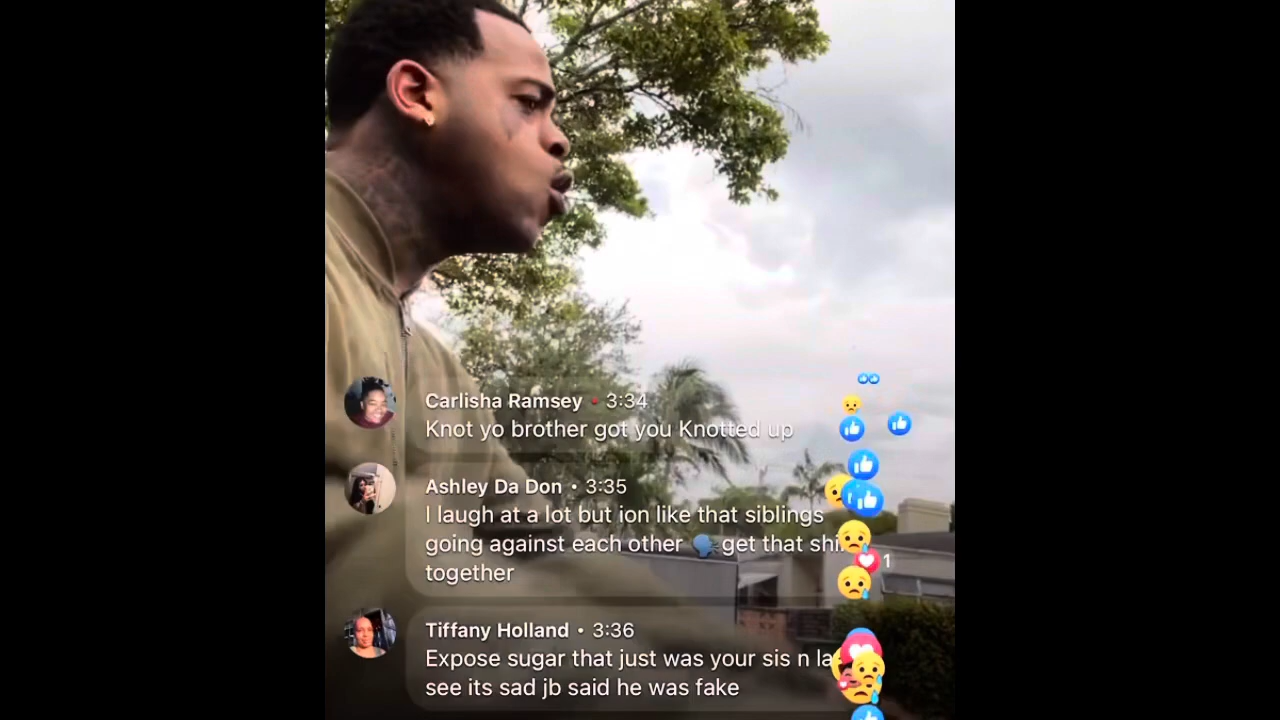 Carlisha Ramsey • 3:34
Knot yo brother got you Knotted up
Ashley Da Don • 3:35
I laugh at a lot but ion like that siblings
going against each other 🗣 get that
together
Tiffany Holland • 3:36
Expose sugar that just was your sis n
see its sad jb said he was fake
1